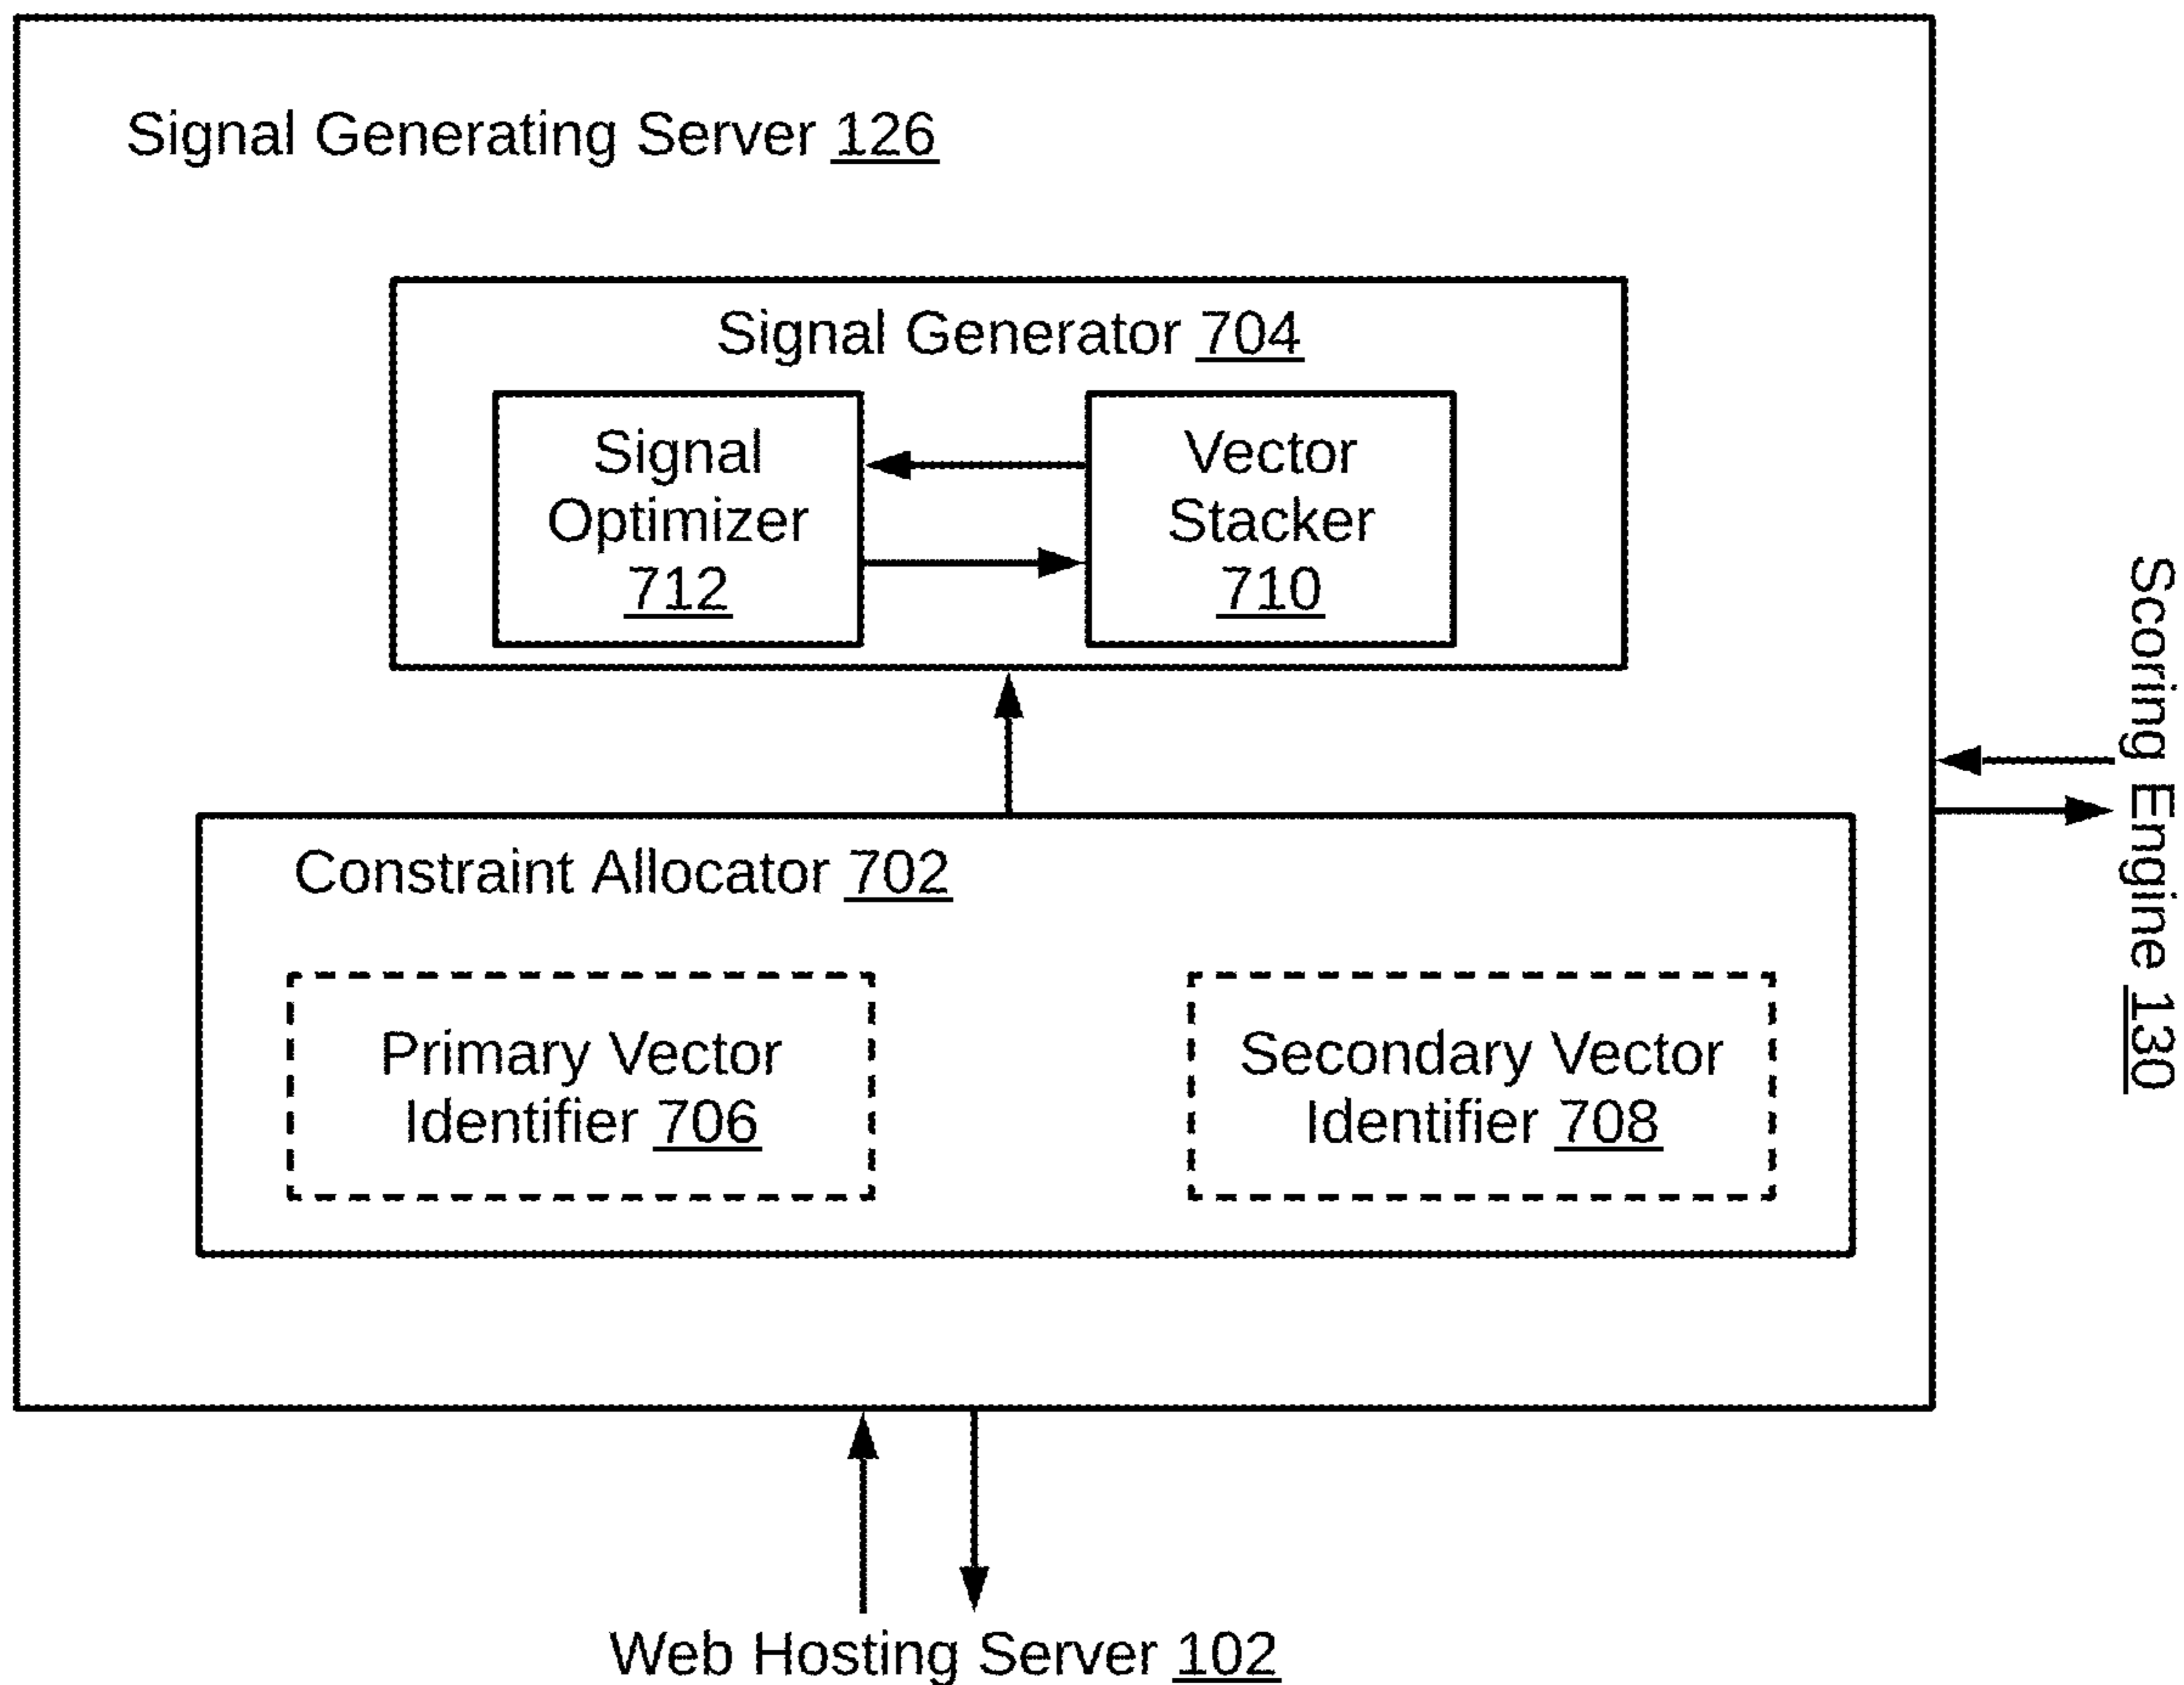 Signal Generating Server 126
Signal Generator 704
Signal
Optimizer
712
Vector
Stacker
710
Scoring Engine 130
Constraint Allocator 702
Primary Vector
Identifier 706
Secondary Vector
Identifier 708
Web Hosting Server 102